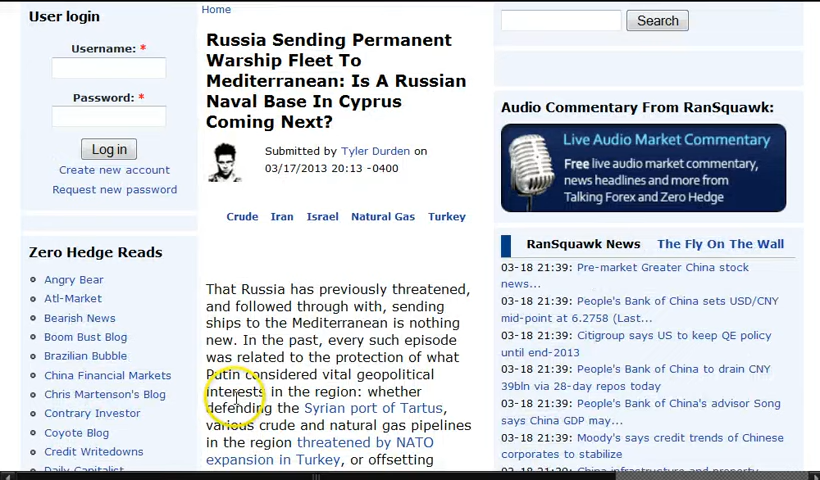 User login
Username: *
Password: *
Log in
Create new account
Request new password
Zero Hedge Reads
Angry Bear
Atl-Market
Bearish News
Boom Bust Blog
Brazilian Bubble
China Financial Markets
Chris Martenson's Blog
Contrary Investor
Coyote Blog
Credit Writedowns
Daily Capitalist
Home
Russia Sending Permanent
Warship Fleet To
Mediterranean: Is A Russian
Naval Base In Cyprus
Coming Next?
Submitted by Tyler Durden on
03/17/2013 20:13 -0400
Crude Iran Israel Natural Gas Turkey
That Russia has previously threatened,
and followed through with, sending
ships to the Mediterranean is nothing
new. In the past, every such episode
was related to the protection of what
Putin considered vital geopolitical
interests in the region: whether
defending the Syrian port of Tartus,
various crude and natural gas pipelines
in the region threatened by NATO
expansion in Turkey, or offsetting
Search
Audio Commentary From RanSquawk:
Live Audio Market Commentary
Free live audio market commentary,
news headlines and more from
Talking Forex and Zero Hedge
RanSquawk News The Fly On The Wall
03-18 21:39: Pre-market Greater China stock
news...
03-18 21:39: People's Bank of China sets USD/CNY
mid-point at 6.2758 (Last...
03-18 21:39: Citigroup says US to keep QE policy
until end-2013
03-18 21:39: People's Bank of China to drain CNY
39bln via 28-day repos today
03-18 21:39: People's Bank of China's advisor Song
says China GDP may...
03-18 21:39: Moody's says credit trends of Chinese
corporates to stabilize
03-18 21:39: China infrastructure and property